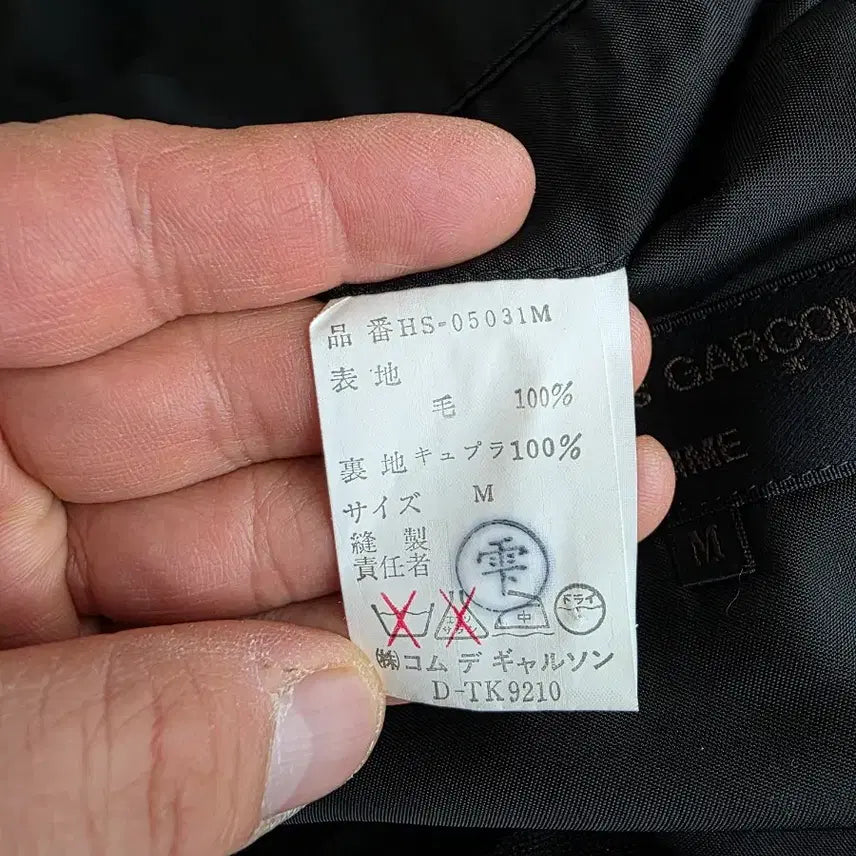 品番 HS-05031M
表地
毛 100%
裏地 キュプラ 100%
サイズ M
縫製
責任者
雫
中
ドライ
(株)コム デ ギャルソン
D-TK9210
GARCON
M